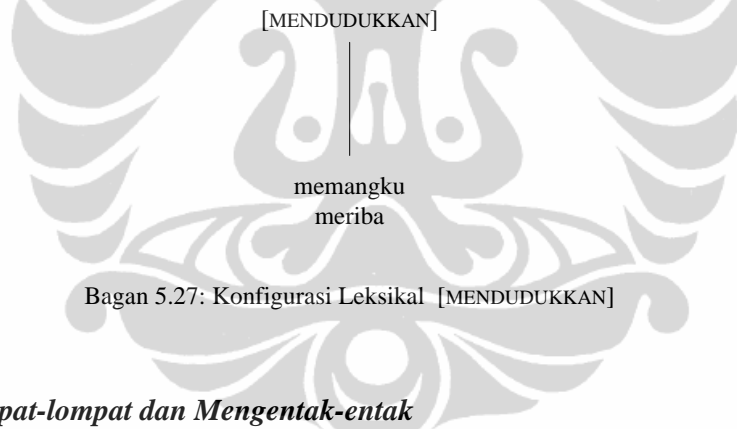 [MENDUDUKKAN]
memangku
meriba
Bagan 5.27: Konfigurasi Leksikal [MENDUDUKKAN]
pat-lompat dan Mengentak-entak